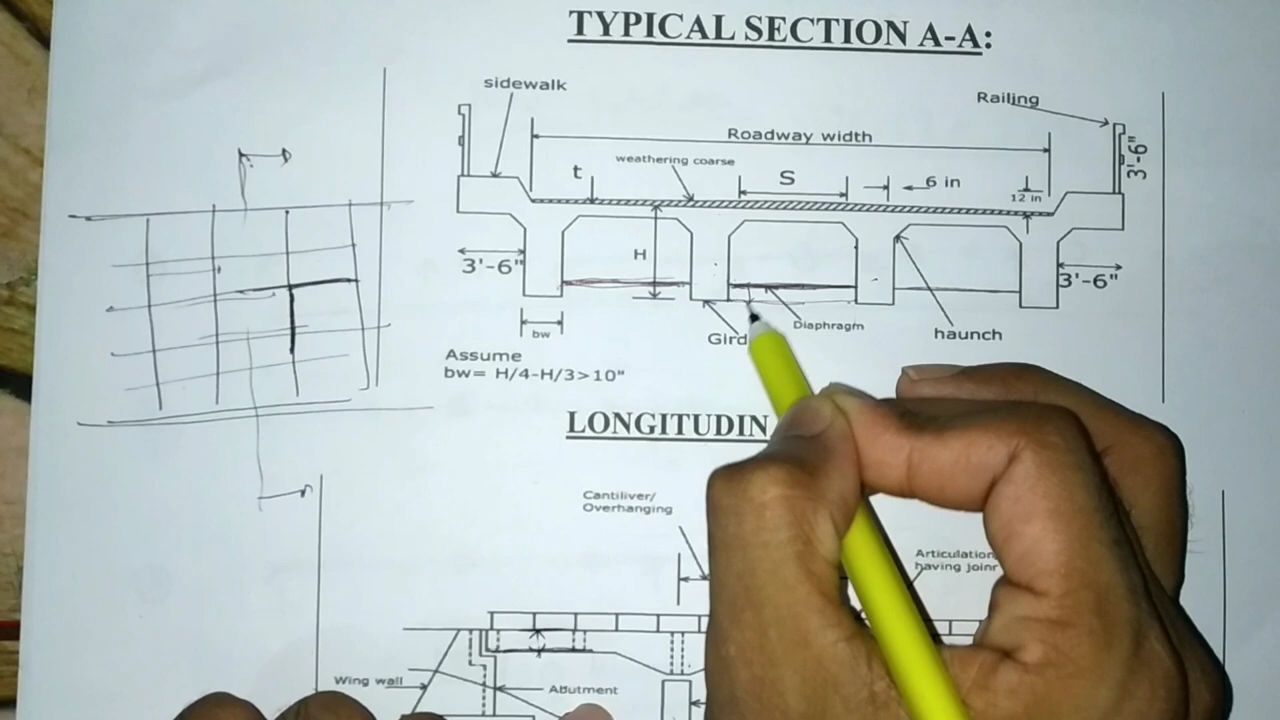 TYPICAL SECTION A-A:
sidewalk
Railing
Roadway width
weathering coarse
t
S
6 in
12 in
3'-6"
H
3'-6"
3'-6"
bw
Gird
Diaphragm
haunch
Assume
bw= H/4-H/3>10"
LONGITUDIN
Cantiliver/
Overhanging
Articulation
having
Wing wall
Abutment